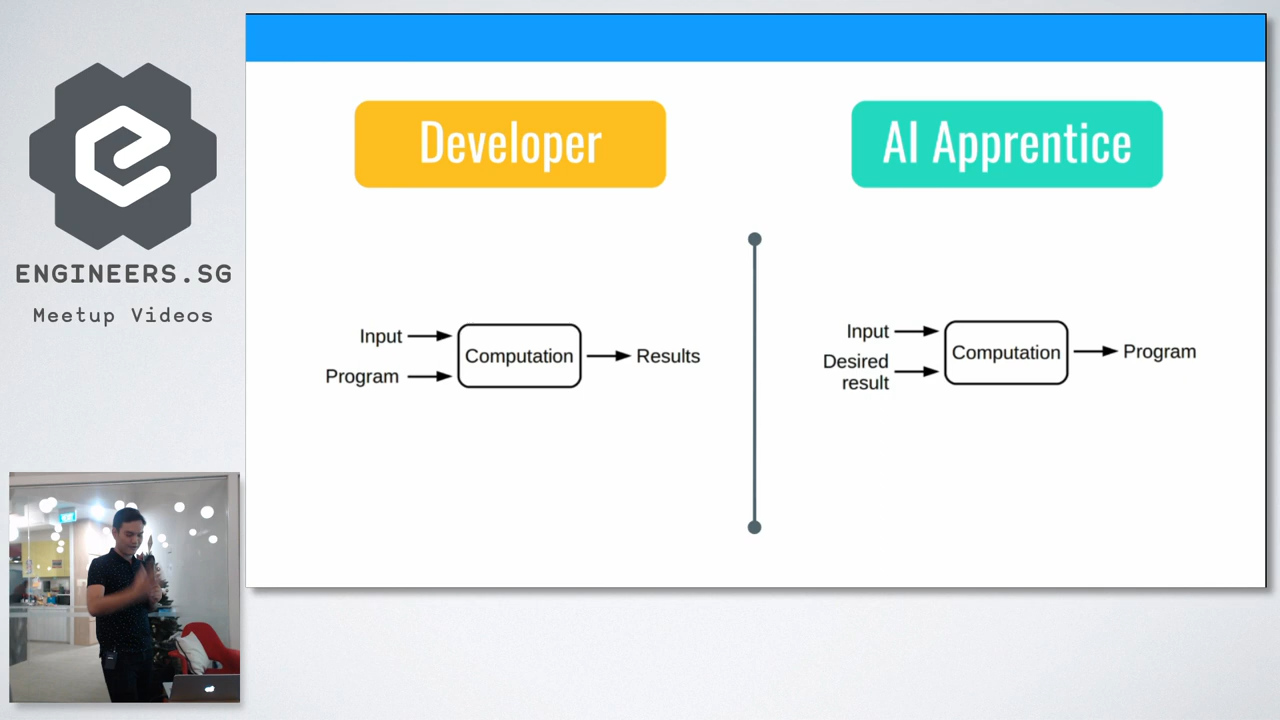 ENGINEERS.SG
Meetup Videos
Developer
Input
Program
Computation
Results
AI Apprentice
Input
Desired
result
Computation
Program